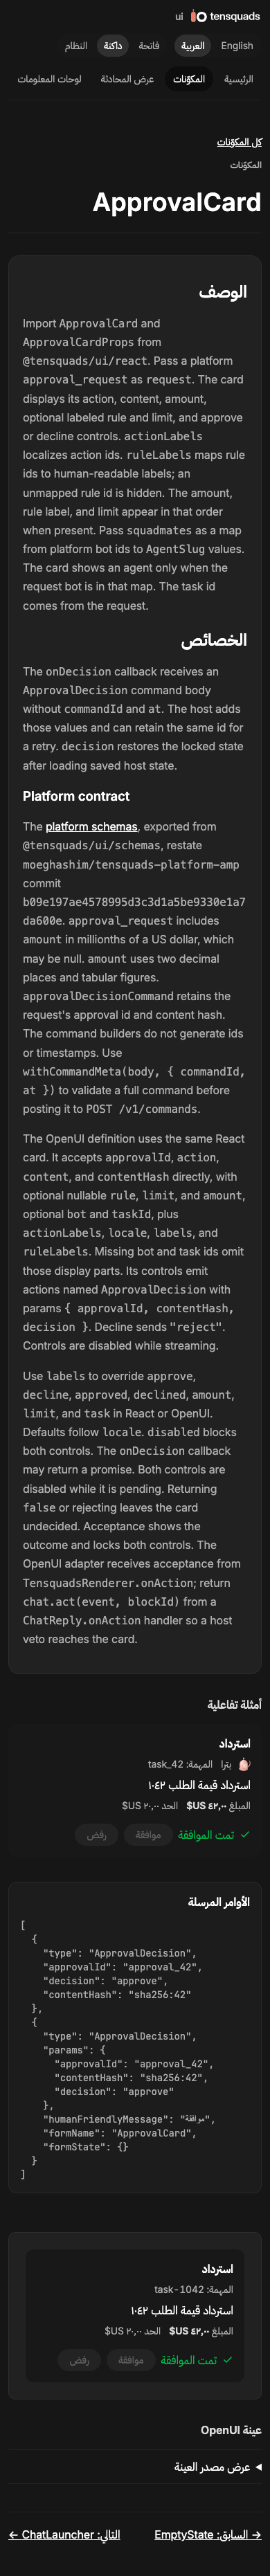 tensquads ui
English العربية فاتحة داكنة النظام
الرئيسية المكوّنات عرض المحادثة لوحات المعلومات
كل المكوّنات
المكوّنات
ApprovalCard
الوصف
Import ApprovalCard and
ApprovalCardProps from
@tensquads/ui/react. Pass a platform
approval_request as request. The card
displays its action, content, amount,
optional labeled rule and limit, and approve
or decline controls. actionLabels
localizes action ids. ruleLabels maps rule
ids to human-readable labels; an
unmapped rule id is hidden. The amount,
rule label, and limit appear in that order
when present. Pass squadmates as a map
from platform bot ids to AgentSlug values.
The card shows an agent only when the
request bot is in that map. The task id
comes from the request.
الخصائص
The onDecision callback receives an
ApprovalDecision command body
without commandId and at. The host adds
those values and can retain the same id for
a retry. decision restores the locked state
after loading saved host state.
Platform contract
The platform schemas, exported from
@tensquads/ui/schemas, restate
moeghashim/tensquads-platform-amp
commit
b09e197ae4578995d3c3d1a5be9330e1a7
da600e. approval_request includes
amount in millionths of a US dollar, which
may be null. amount uses two decimal
places and tabular figures.
approvalDecisionCommand retains the
request's approval id and content hash.
The command builders do not generate ids
or timestamps. Use
withCommandMeta(body, { commandId,
at }) to validate a full command before
posting it to POST /v1/commands.
The OpenUI definition uses the same React
card. It accepts approvalId, action,
content, and contentHash directly, with
optional nullable rule, limit, and amount,
optional bot and taskId, plus
actionLabels, locale, labels, and
ruleLabels. Missing bot and task ids omit
those display parts. Its controls emit
actions named ApprovalDecision with
params { approvalId, contentHash,
decision }. Decline sends "reject".
Controls are disabled while streaming.
Use labels to override approve,
decline, approved, declined, amount,
limit, and task in React or OpenUI.
Defaults follow locale. disabled blocks
both controls. The onDecision callback
may return a promise. Both controls are
disabled while it is pending. Returning
false or rejecting leaves the card
undecided. Acceptance shows the
outcome and locks both controls. The
OpenUI adapter receives acceptance from
TensquadsRenderer.onAction; return
chat.act(event, blockId) from a
ChatReply.onAction handler so a host
veto reaches the card.
أمثلة تفاعلية
استرداد
بترا المهمة: task_42
استرداد قيمة الطلب ١٠٤٢
المبلغ ٤٢٫٠٠ US$ الحد ٢٠٫٠٠ US$
تمت الموافقة موافقة رفض
الأوامر المرسلة
[
{
"type": "ApprovalDecision",
"approvalId": "approval_42",
"decision": "approve",
"contentHash": "sha256:42"
},
{
"type": "ApprovalDecision",
"params": {
"approvalId": "approval_42",
"contentHash": "sha256:42",
"decision": "approve"
},
"humanFriendlyMessage": "موافقة",
"formName": "ApprovalCard",
"formState": {}
}
]
استرداد
المهمة: task-1042
استرداد قيمة الطلب ١٠٤٢
المبلغ ٤٢٫٠٠ US$ الحد ٢٠٫٠٠ US$
تمت الموافقة موافقة رفض
عينة OpenUI
عرض مصدر العينة
→ السابق: EmptyState التالي: ChatLauncher ←